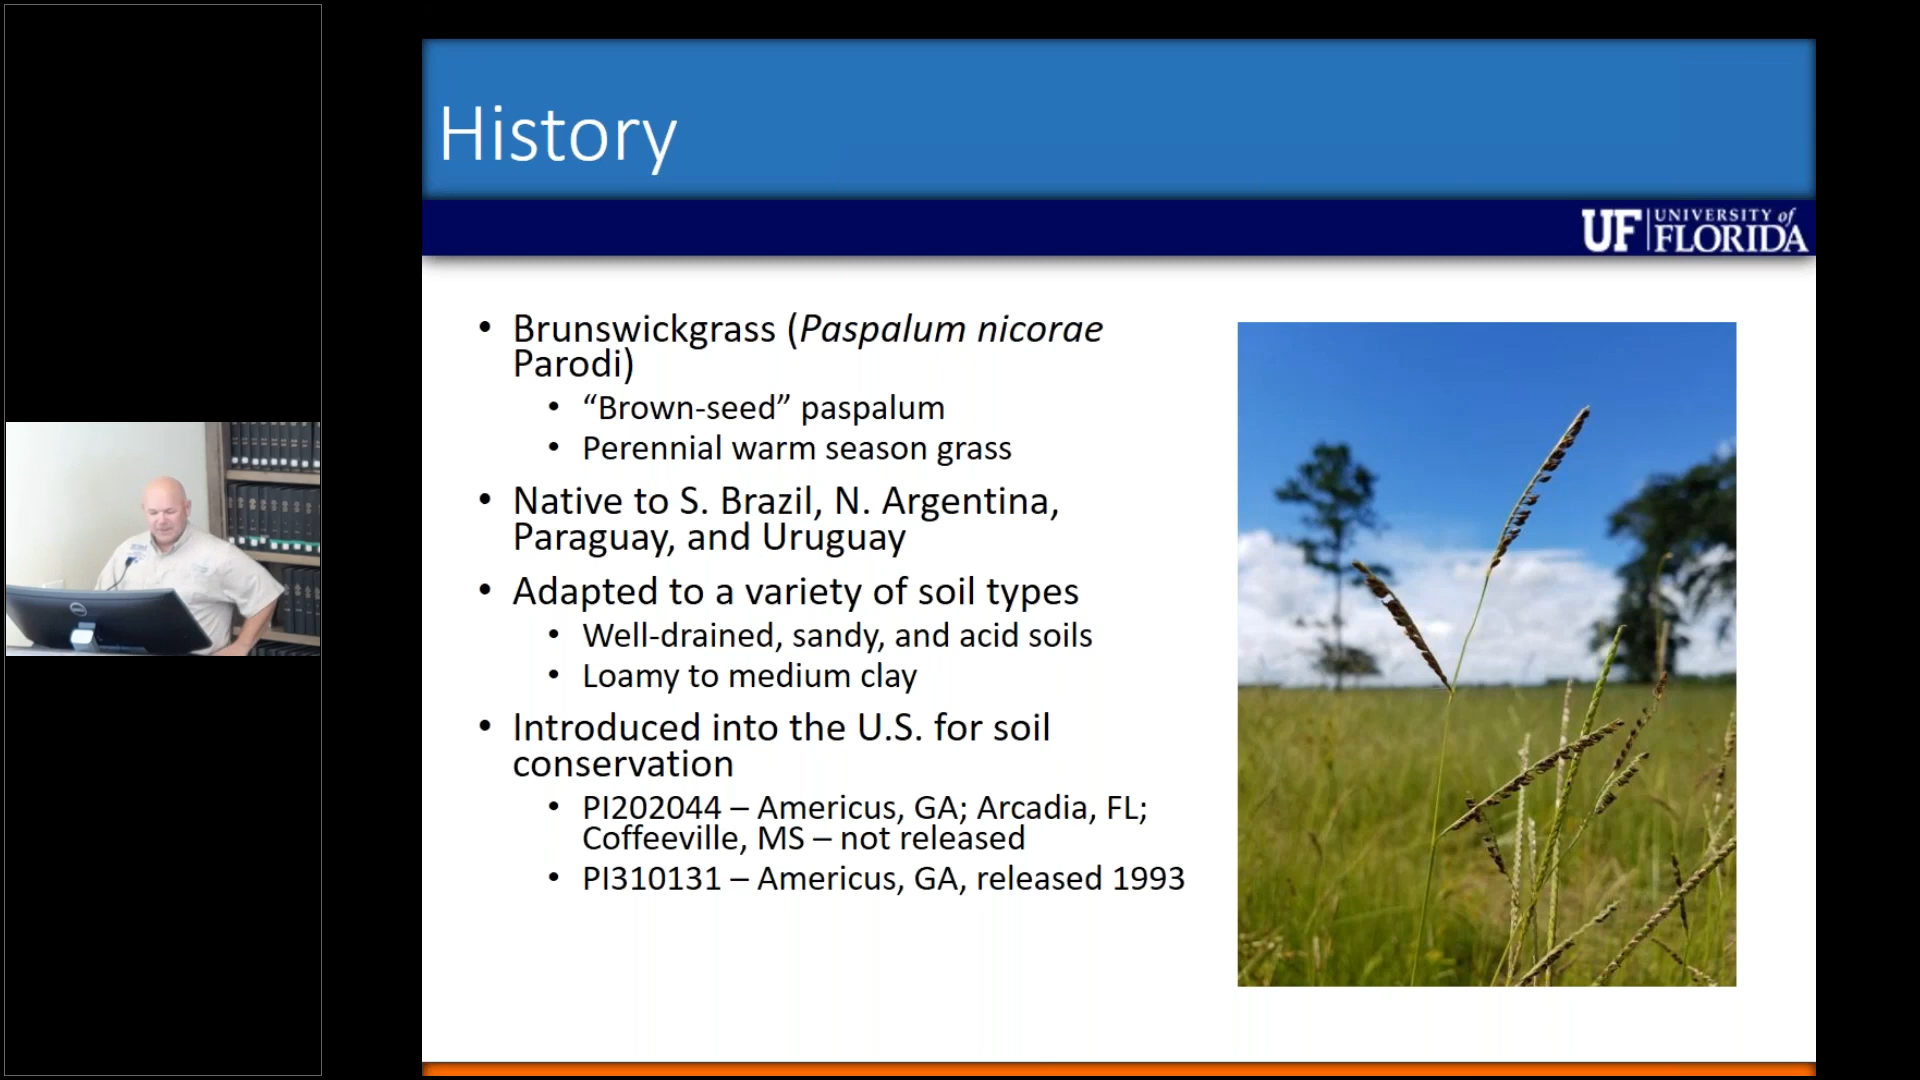 History
UF UNIVERSITY of
FLORIDA
• Brunswickgrass (Paspalum nicorae
Parodi)
• “Brown-seed” paspalum
• Perennial warm season grass
• Native to S. Brazil, N. Argentina,
Paraguay, and Uruguay
• Adapted to a variety of soil types
• Well-drained, sandy, and acid soils
• Loamy to medium clay
• Introduced into the U.S. for soil
conservation
• PI202044 – Americus, GA; Arcadia, FL;
Coffeeville, MS – not released
• PI310131 – Americus, GA, released 1993